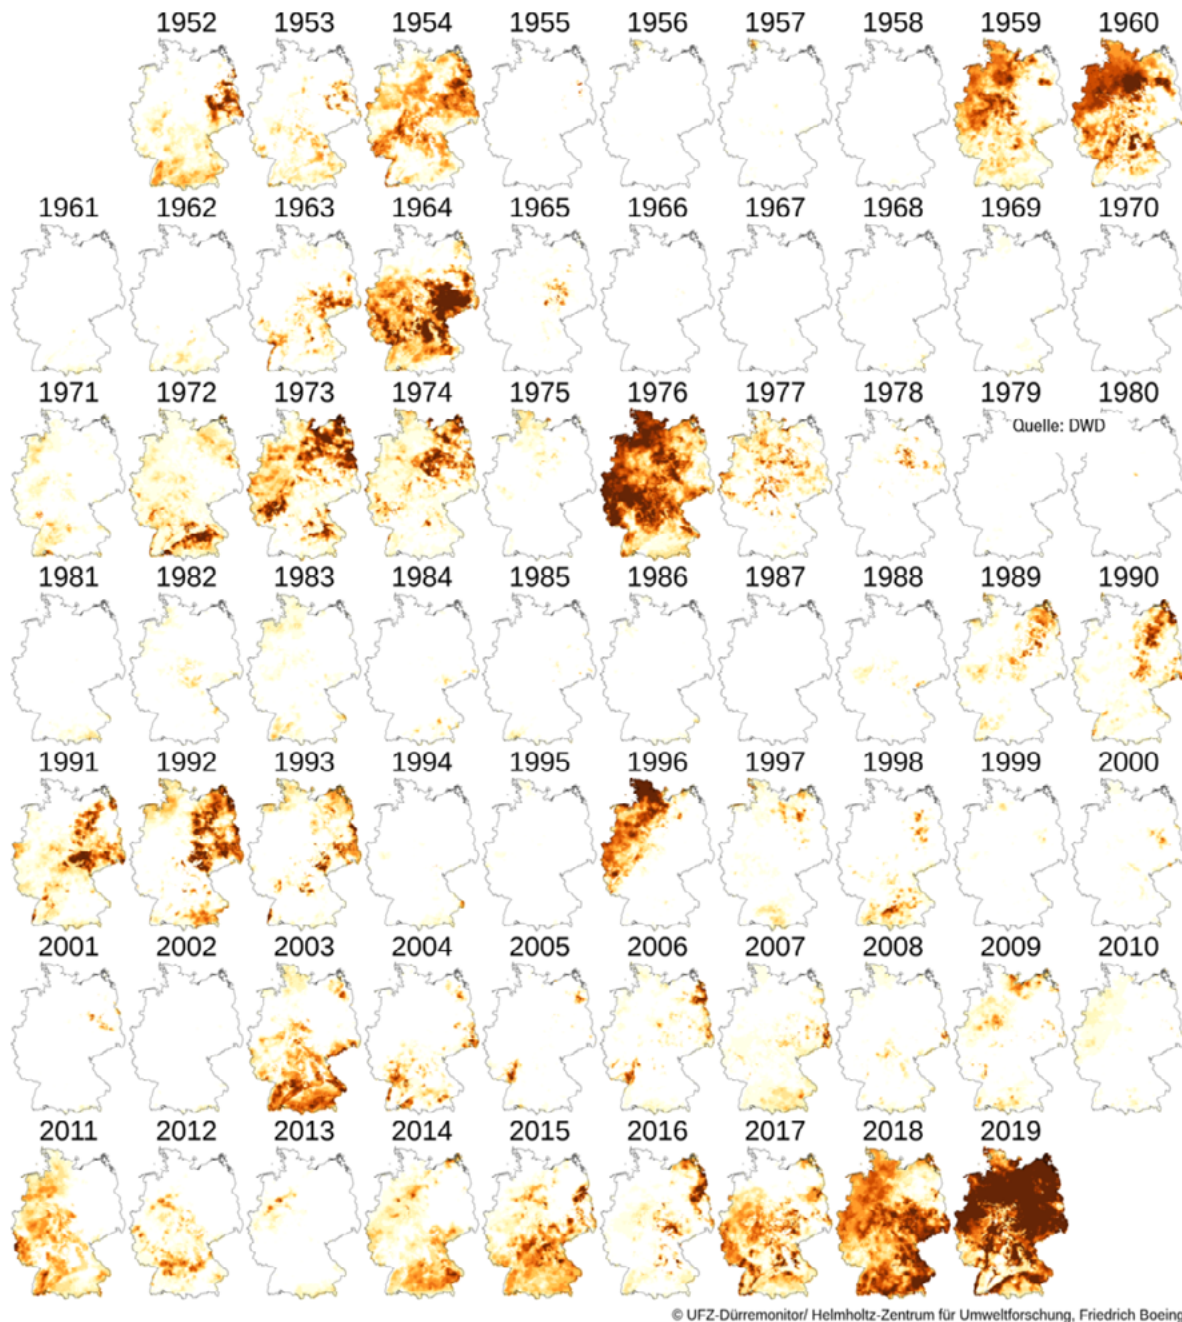 1952 1953 1954 1955 1956 1957 1958 1959 1960
1961 1962 1963 1964 1965 1966 1967 1968 1969 1970
1971 1972 1973 1974 1975 1976 1977 1978 1979 1980
Quelle: DWD
1981 1982 1983 1984 1985 1986 1987 1988 1989 1990
1991 1992 1993 1994 1995 1996 1997 1998 1999 2000
2001 2002 2003 2004 2005 2006 2007 2008 2009 2010
2011 2012 2013 2014 2015 2016 2017 2018 2019
© UFZ-Dürremonitor/ Helmholtz-Zentrum für Umweltforschung, Friedrich Boeing